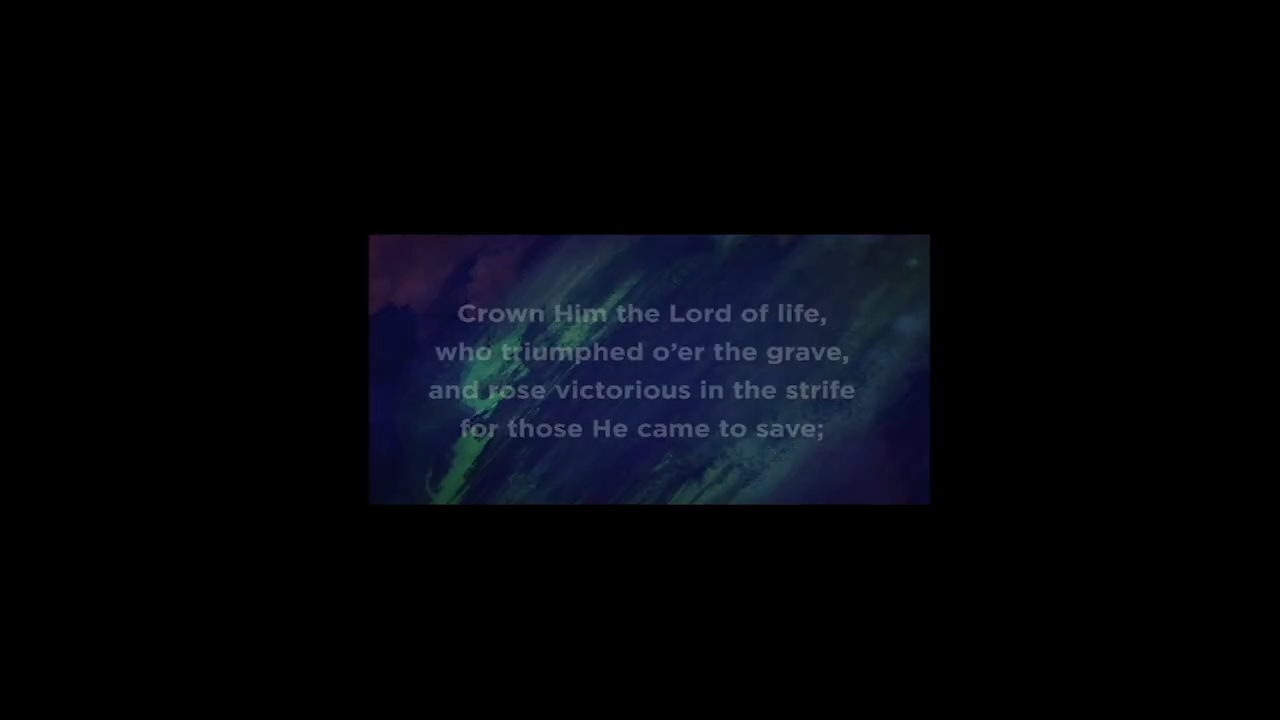 Crown Him the Lord of life,
who triumphed o’er the grave,
and rose victorious in the strife
for those He came to save;